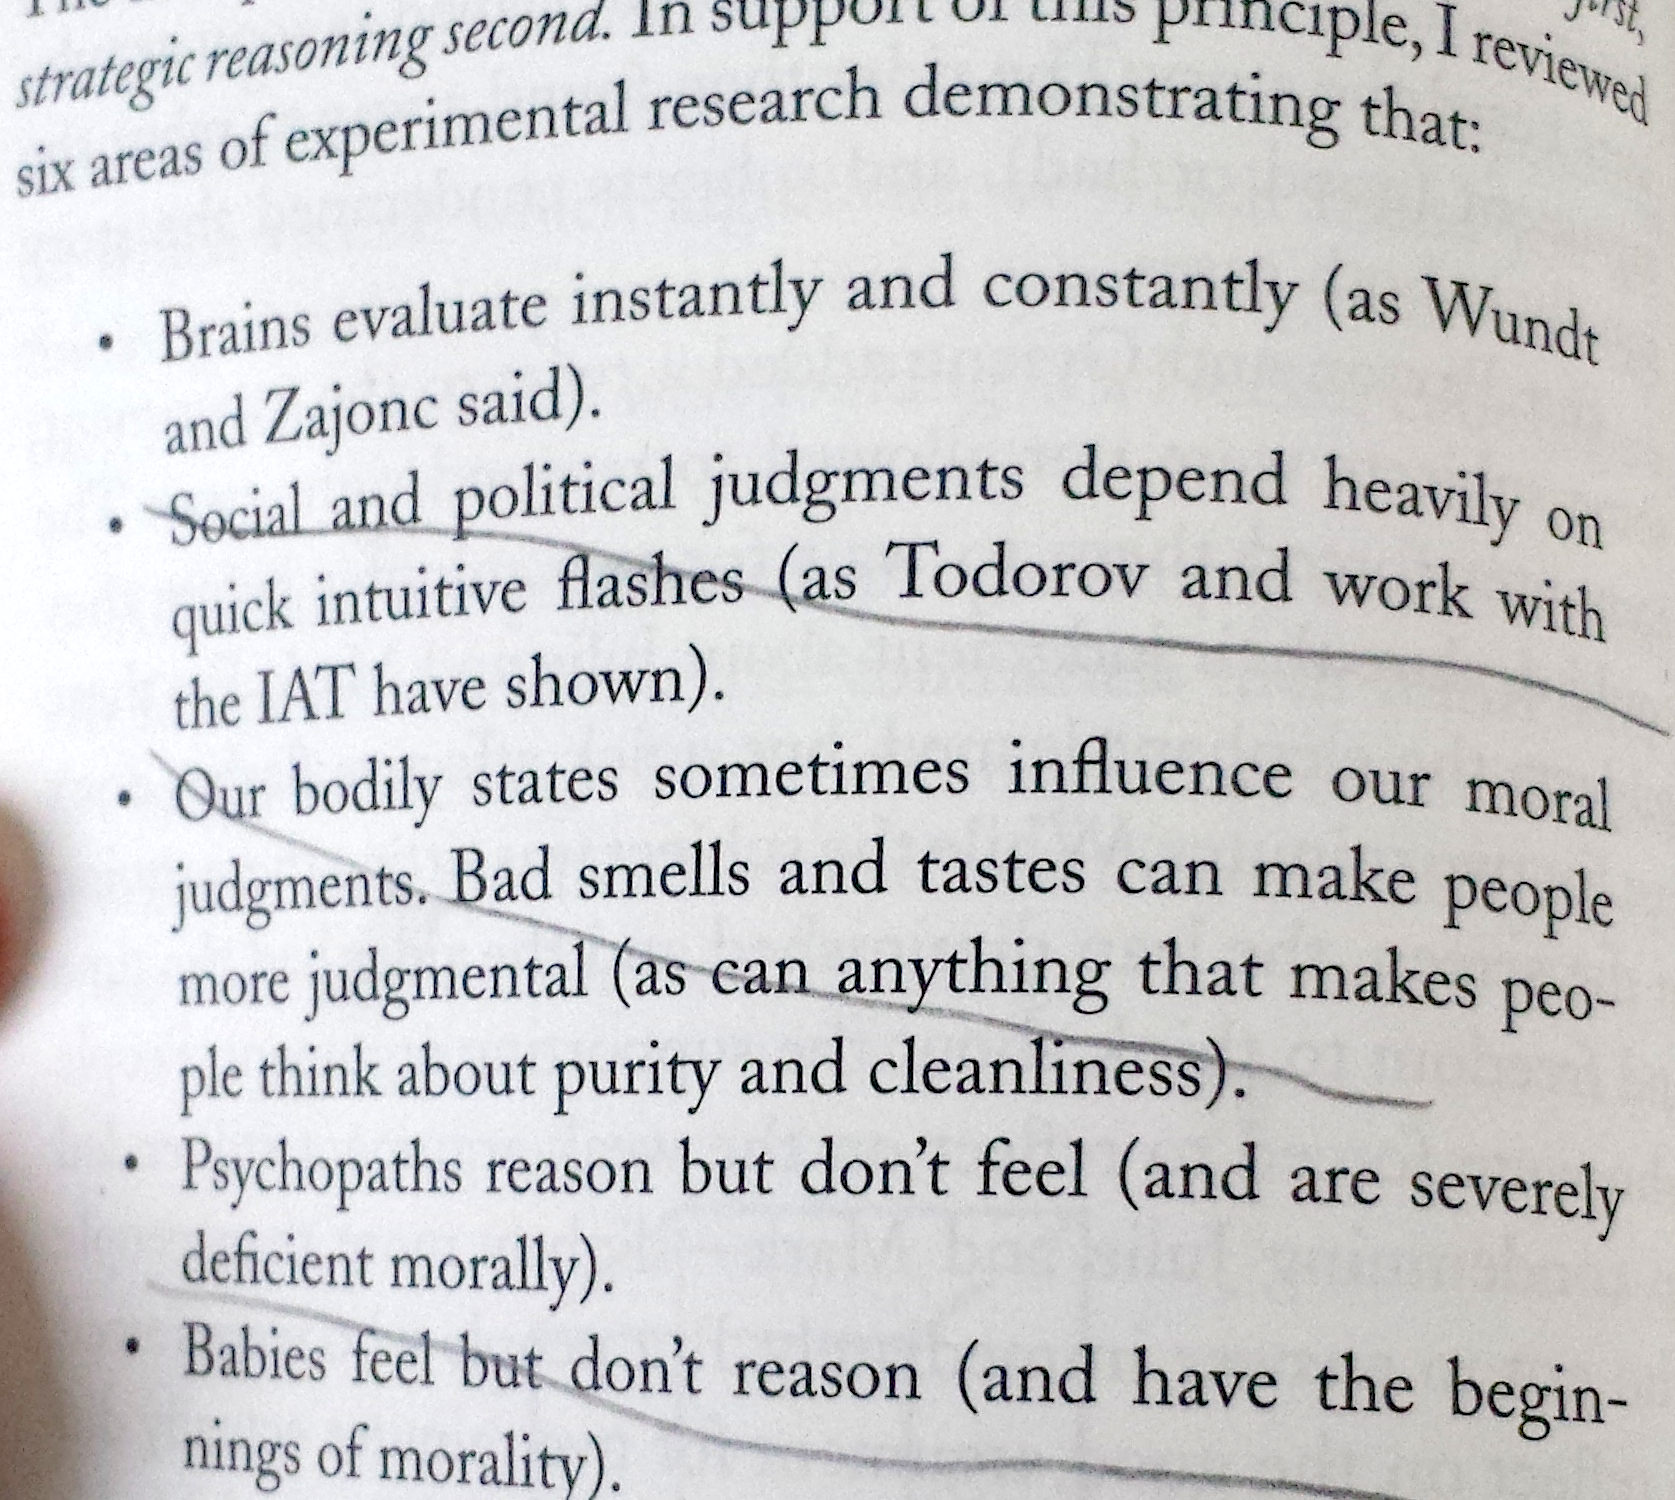 first,
strategic reasoning second. In support of this principle, I reviewed
six areas of experimental research demonstrating that:
• Brains evaluate instantly and constantly (as Wundt
and Zajonc said).
• Social and political judgments depend heavily on
quick intuitive flashes (as Todorov and work with
the IAT have shown).
• Our bodily states sometimes influence our moral
judgments. Bad smells and tastes can make people
more judgmental (as can anything that makes peo-
ple think about purity and cleanliness).
• Psychopaths reason but don't feel (and are severely
deficient morally).
• Babies feel but don't reason (and have the begin-
nings of morality).